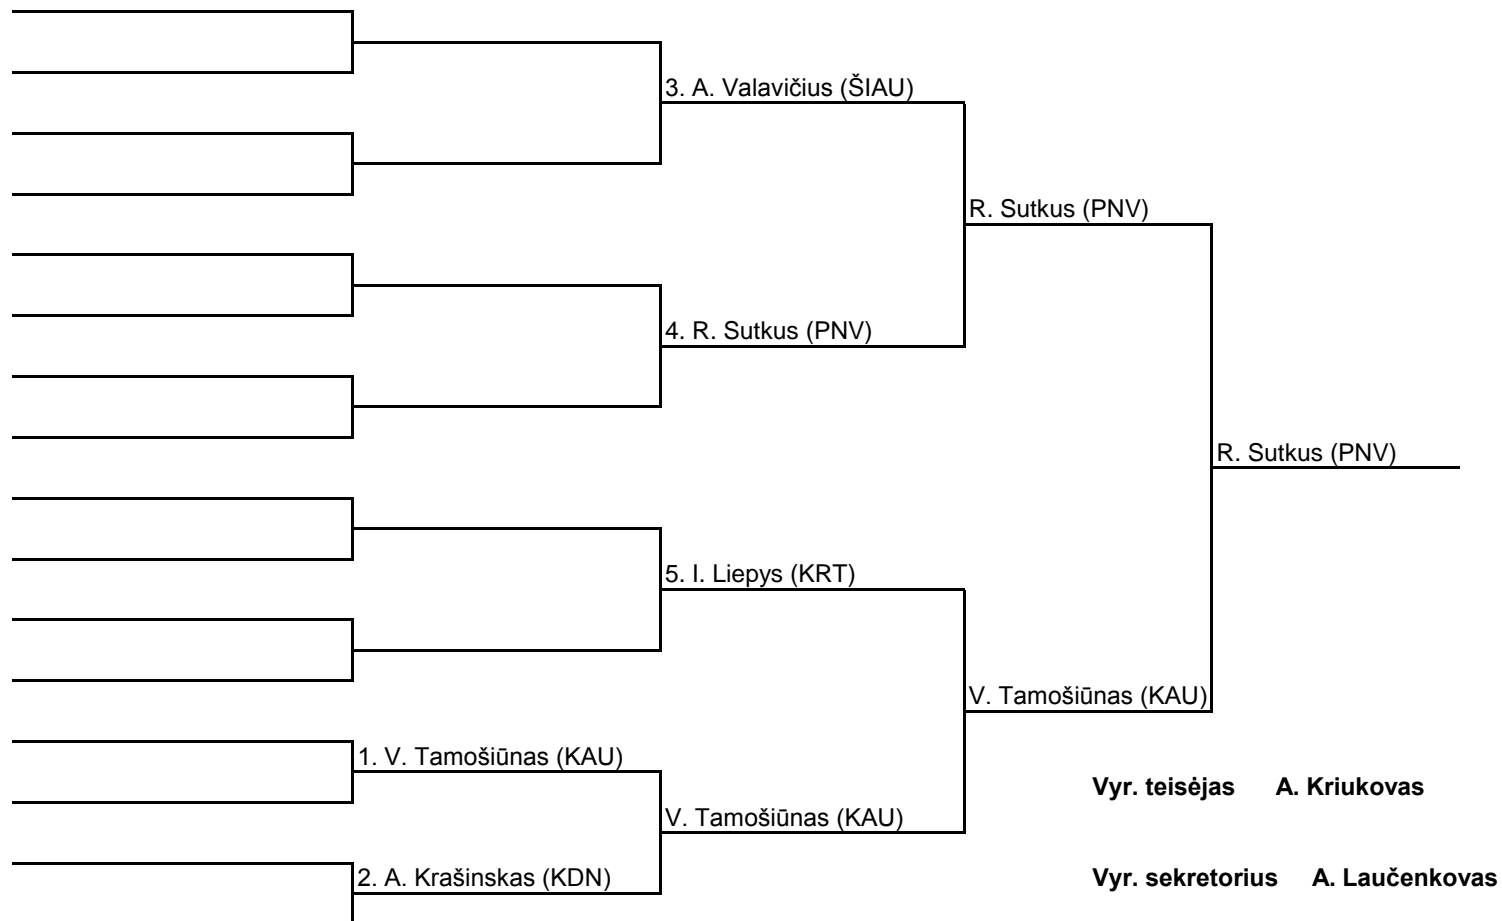 3. A. Valavičius (ŠIAU)
R. Sutkus (PNV)
4. R. Sutkus (PNV)
R. Sutkus (PNV)
5. I. Liepys (KRT)
V. Tamošiūnas (KAU)
1. V. Tamošiūnas (KAU)
Vyr. teisėjas A. Kriukovas
V. Tamošiūnas (KAU)
2. A. Krašinskas (KDN)
Vyr. sekretorius A. Laučenkovas